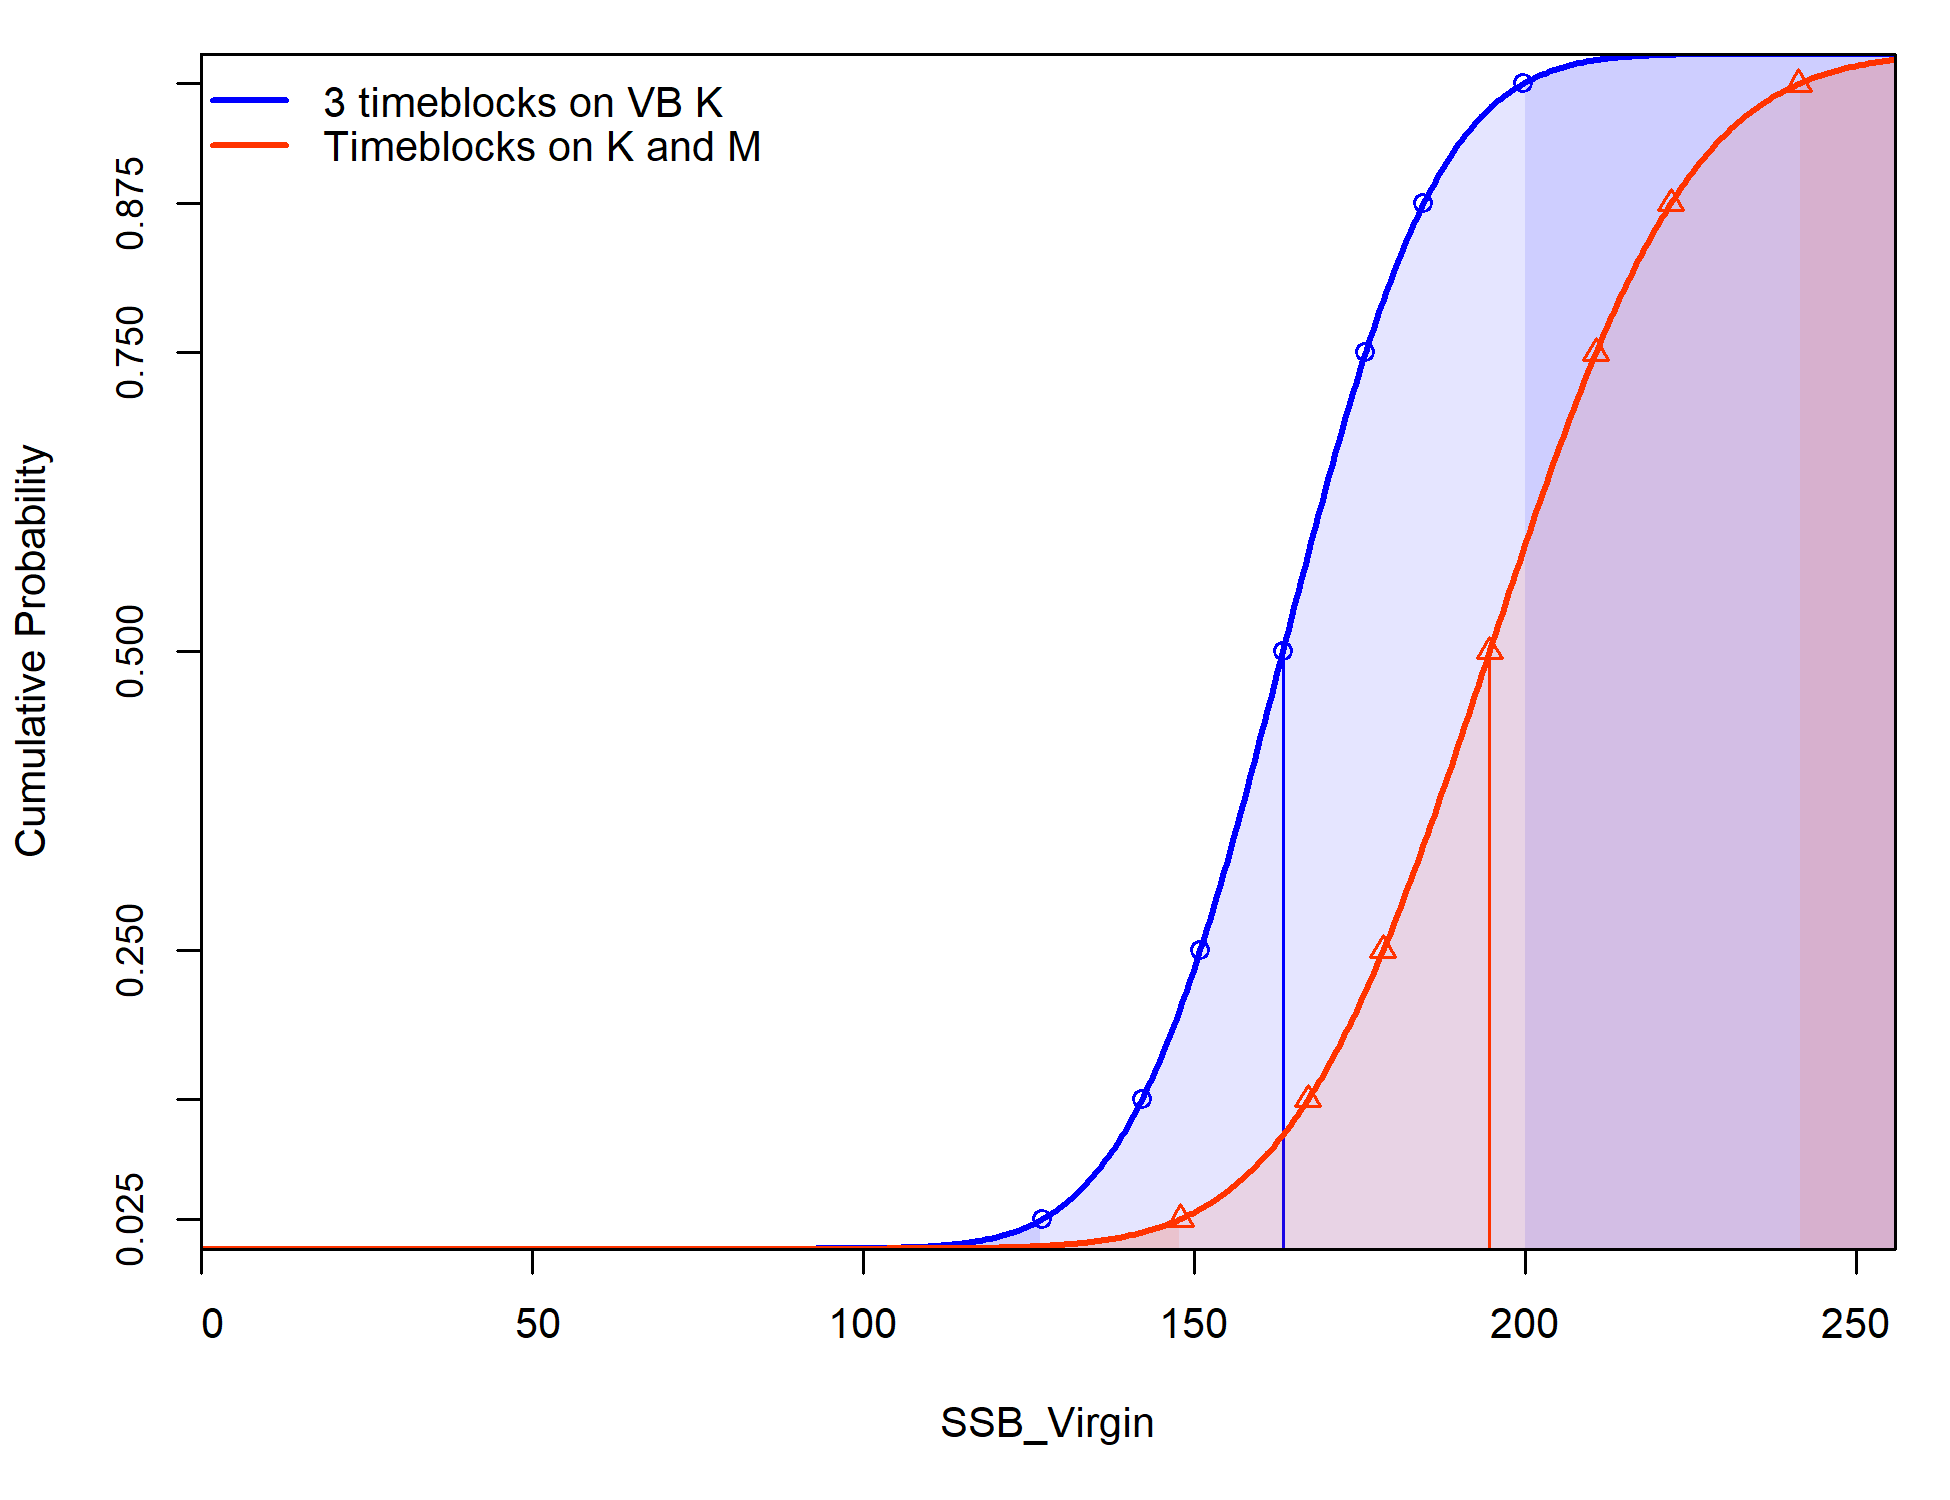 3 timeblocks on VB K
Timeblocks on K and M
Cumulative Probability
0.875
0.750
0.500
0.250
0.025
0 50 100 150 200 250
SSB_Virgin